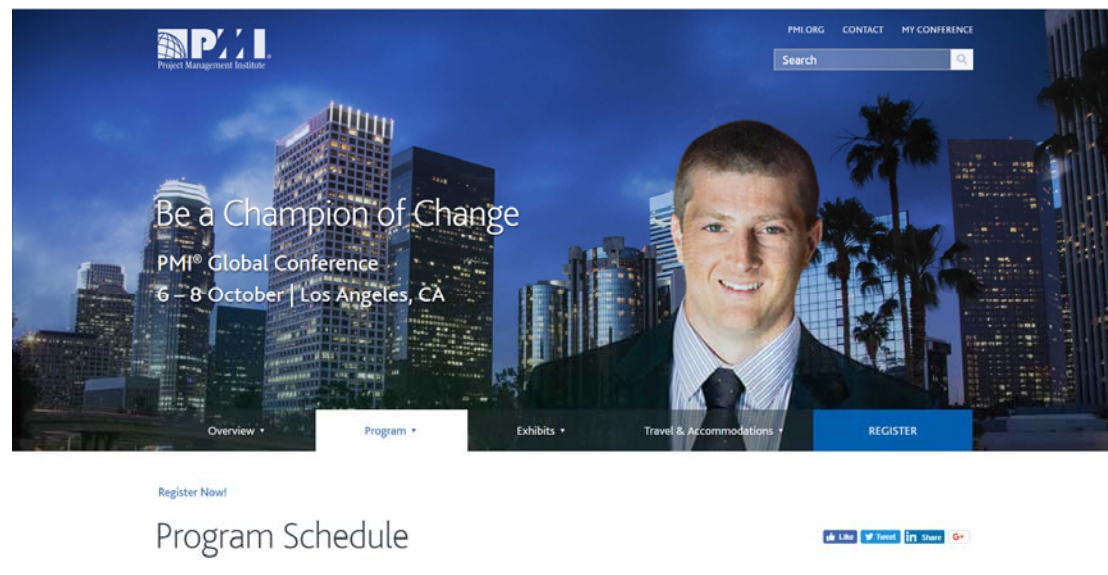 PMI.
Project Management Institute
PMI.ORG CONTACT MY CONFERENCE
Search
Be a Champion of Change
PMI® Global Conference
6 – 8 October | Los Angeles, CA
Overview Program Exhibits Travel & Accommodations REGISTER
Register Now!
Program Schedule
Like Tweet in Share G+